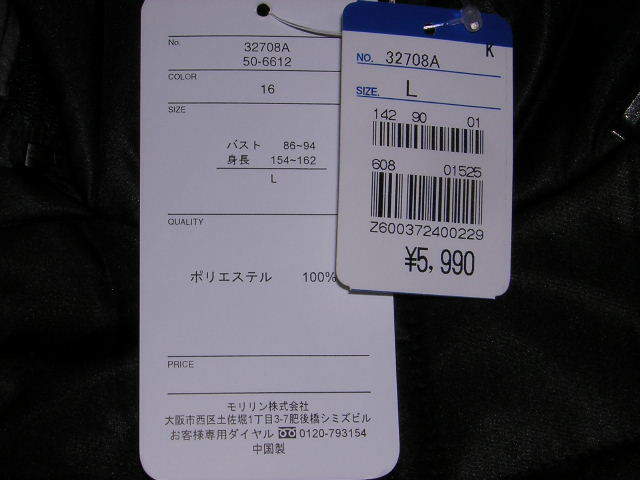 No.
32708A
50-6612
COLOR
16
SIZE
バスト 86~94
身長 154~162
L
QUALITY
ポリエステル 100%
PRICE
モリリン株式会社
大阪市西区土佐堀1丁目3-7肥後橋シミズビル
お客様専用ダイヤル 0120-793154
中国製
K
NO. 32708A
SIZE. L
142 90 01
608 01525
Z600372400229
¥5,990